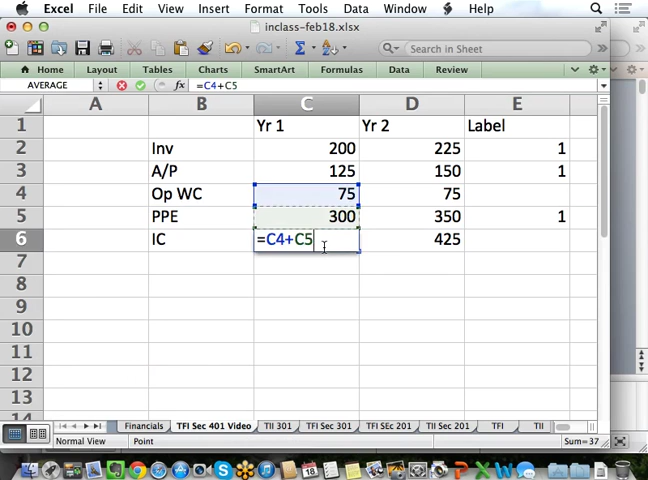 Excel File Edit View Insert Format Tools Data Window Help
inclass-feb18.xlsx
Search in Sheet
Home Layout Tables Charts SmartArt Formulas Data Review
AVERAGE =C4+C5
A B C D E
1 Yr 1 Yr 2 Label
2 Inv 200 225 1
3 A/P 125 150 1
4 Op WC 75 75
5 PPE 300 350 1
6 IC =C4+C5 425
7
8
9
10
11
12
13
14
Financials TFI Sec 401 Video TII 301 TFI Sec 301 TFI SEc 201 TII Sec 201 TFI TII
Normal View Point Sum=37
18